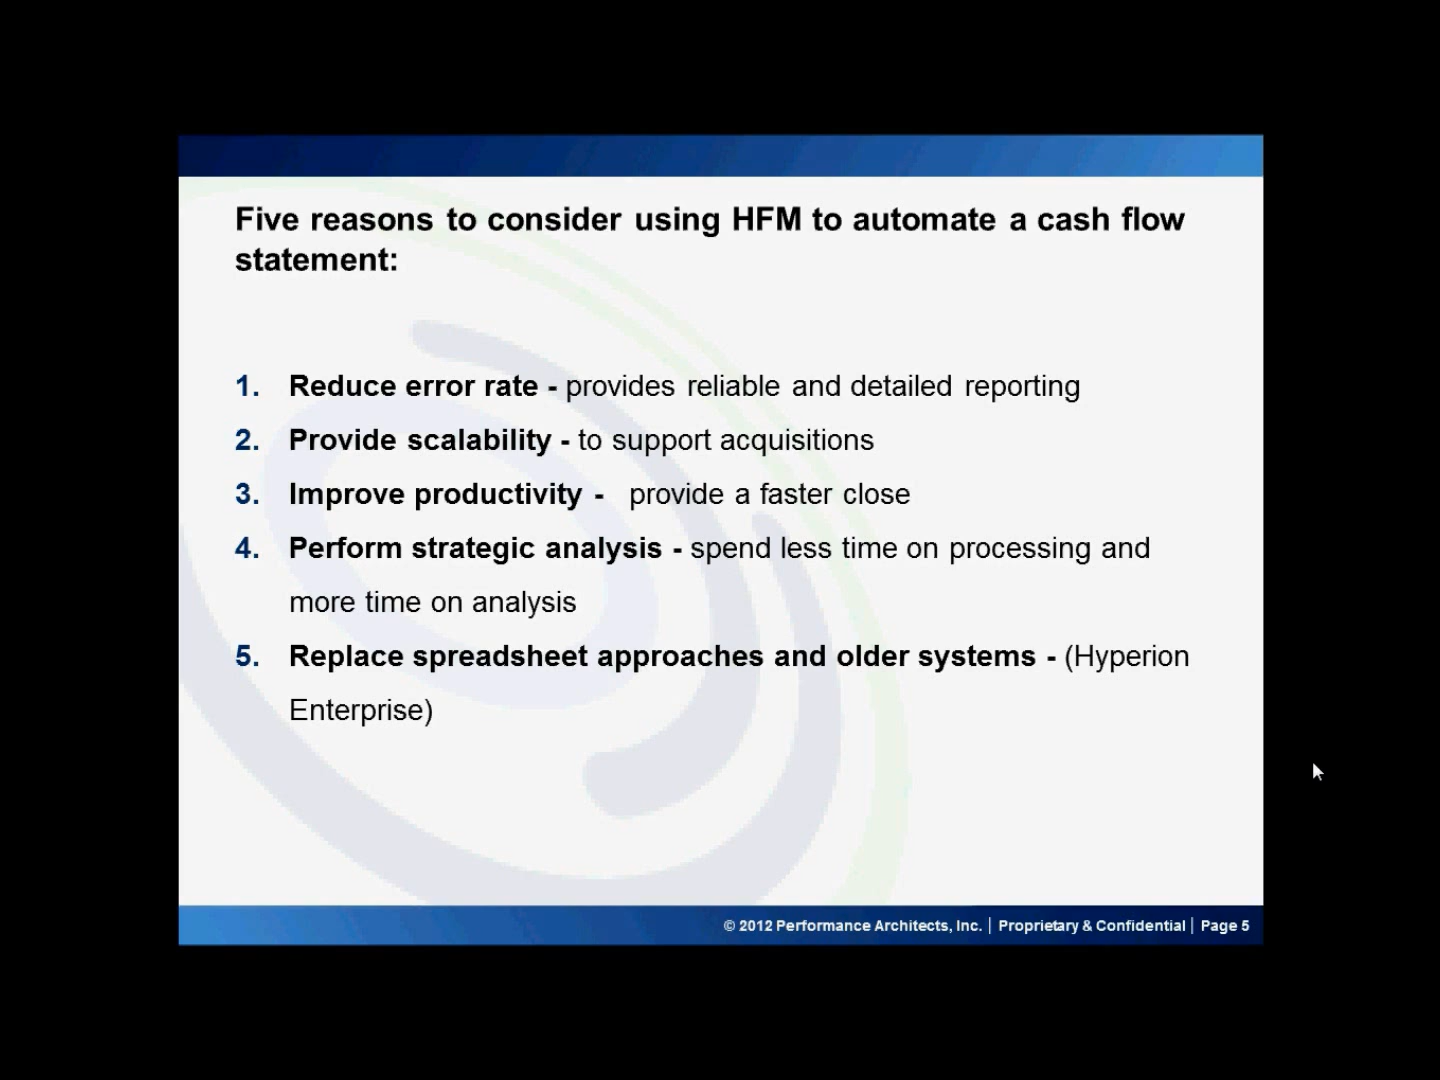 Five reasons to consider using HFM to automate a cash flow
statement:
1. Reduce error rate - provides reliable and detailed reporting
2. Provide scalability - to support acquisitions
3. Improve productivity - provide a faster close
4. Perform strategic analysis - spend less time on processing and
more time on analysis
5. Replace spreadsheet approaches and older systems - (Hyperion
Enterprise)
© 2012 Performance Architects, Inc. | Proprietary & Confidential | Page 5